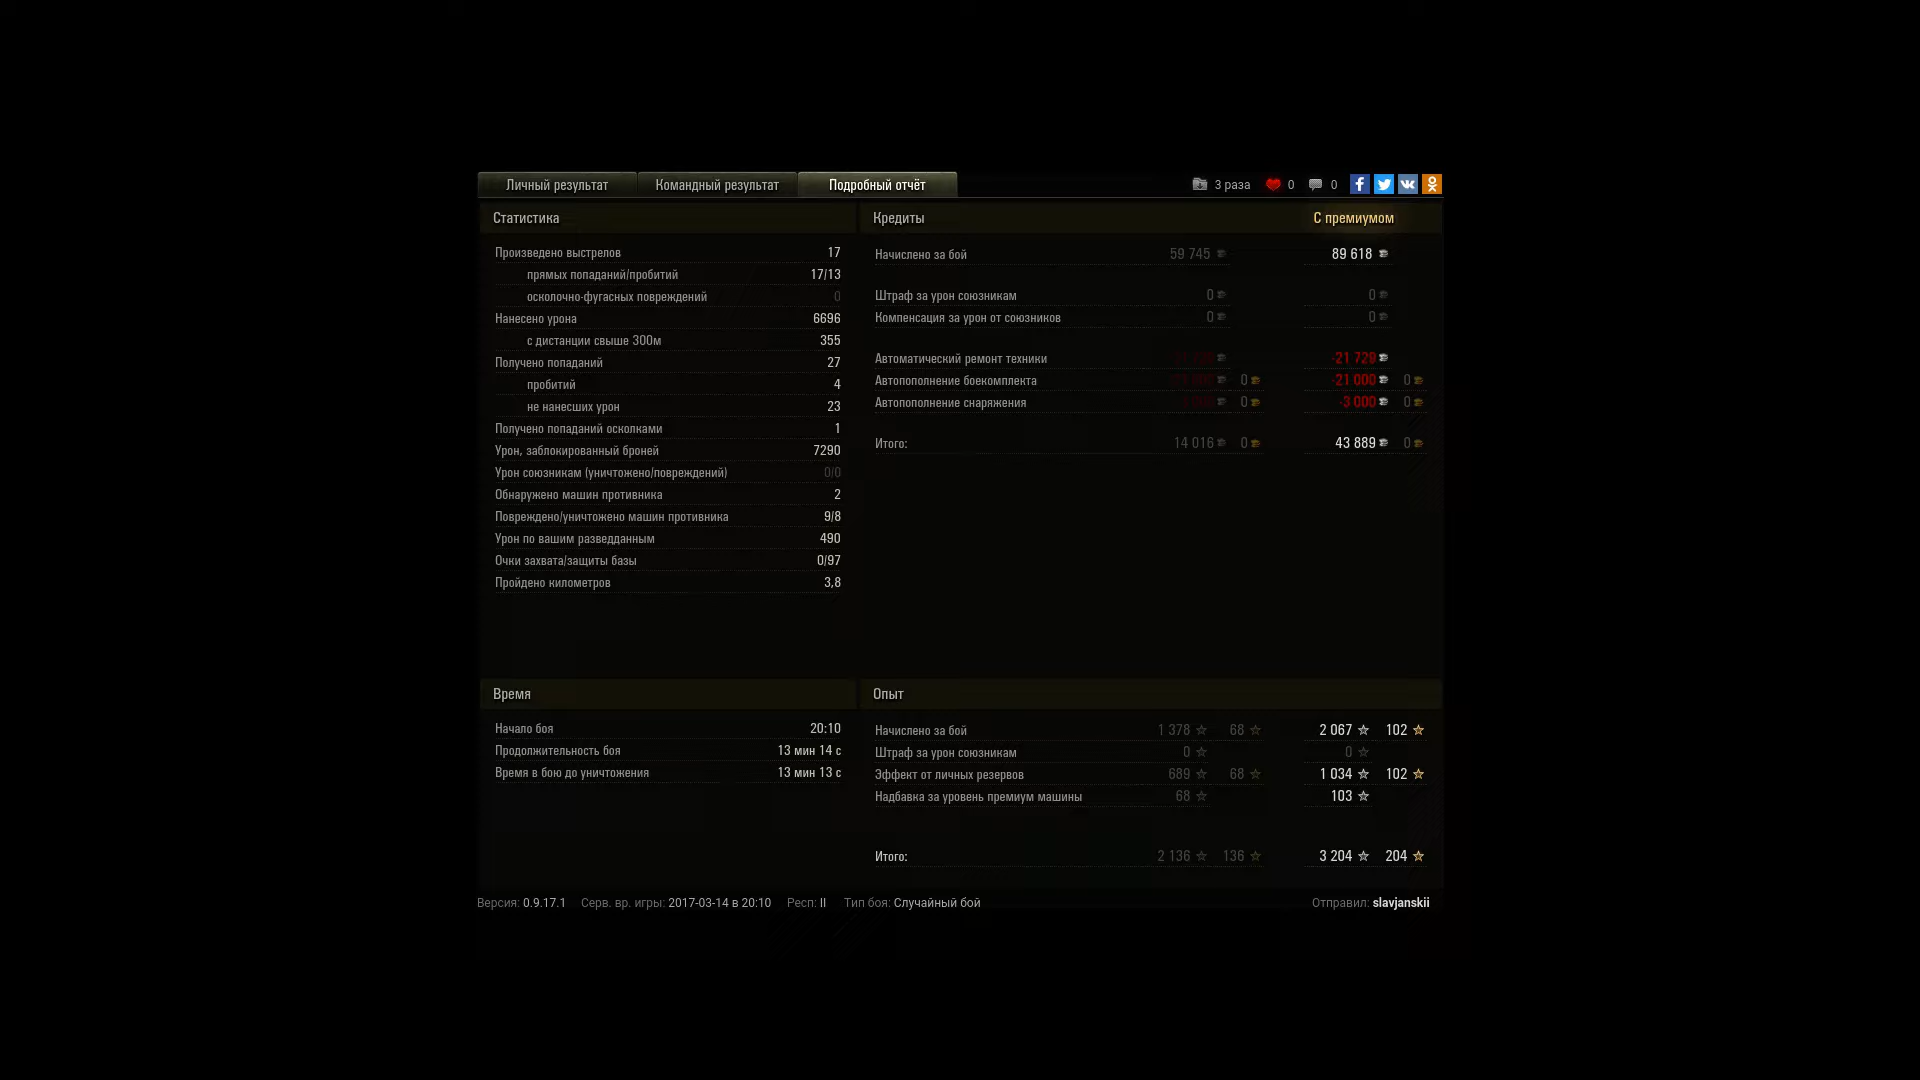 Личный результат Командный результат Подробный отчёт 3 раза 0 0
Статистика
Произведено выстрелов 17
прямых попаданий/пробитий 17/13
осколочно-фугасных повреждений 0
Нанесено урона 6696
с дистанции свыше 300м 355
Получено попаданий 27
пробитий 4
не нанесших урон 23
Получено попаданий осколками 1
Урон, заблокированный броней 7290
Урон союзникам (уничтожено/повреждений) 0/0
Обнаружено машин противника 2
Повреждено/уничтожено машин противника 9/8
Урон по вашим разведданным 490
Очки захвата/защиты базы 0/97
Пройдено километров 3,8
Кредиты С премиумом
Начислено за бой 59 745 89 618
Штраф за урон союзникам 0 0
Компенсация за урон от союзников 0 0
Автоматический ремонт техники -21 720
Автопополнение боекомплекта 0 -21 000 0
Автопополнение снаряжения 0 -3 000 0
Итого: 14 016 0 43 889 0
Время
Начало боя 20:10
Продолжительность боя 13 мин 14 с
Время в бою до уничтожения 13 мин 13 с
Опыт
Начислено за бой 1 378 68 2 067 102
Штраф за урон союзникам 0 0
Эффект от личных резервов 689 68 1 034 102
Надбавка за уровень премиум машины 68 103
Итого: 2 136 136 3 204 204
Версия: 0.9.17.1 Серв. вр. игры: 2017-03-14 в 20:10 Респ: II Тип боя: Случайный бой Отправил: slavjanskii